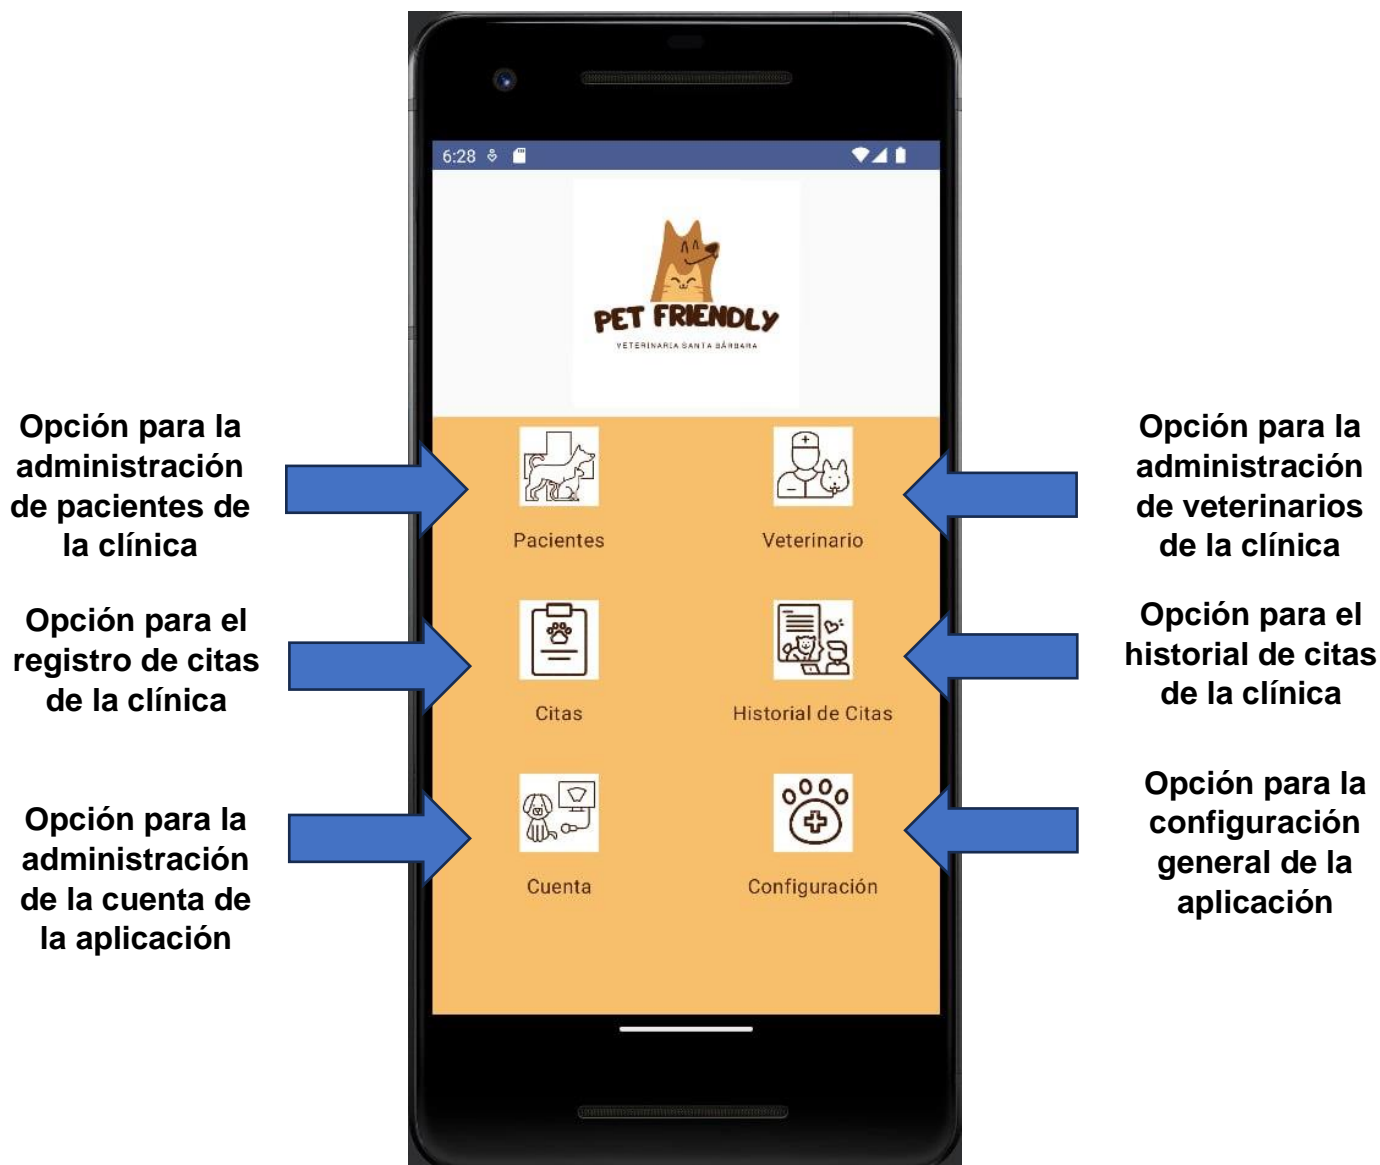 6:28
PET FRIENDLY
VETERINARIA SANTA BÁRBARA
Opción para la
administración
de pacientes de
la clínica
Pacientes
Veterinario
Opción para la
administración
de veterinarios
de la clínica
Opción para el
registro de citas
de la clínica
Citas
Historial de Citas
Opción para el
historial de citas
de la clínica
Opción para la
administración
de la cuenta de
la aplicación
Cuenta
Configuración
Opción para la
configuración
general de la
aplicación